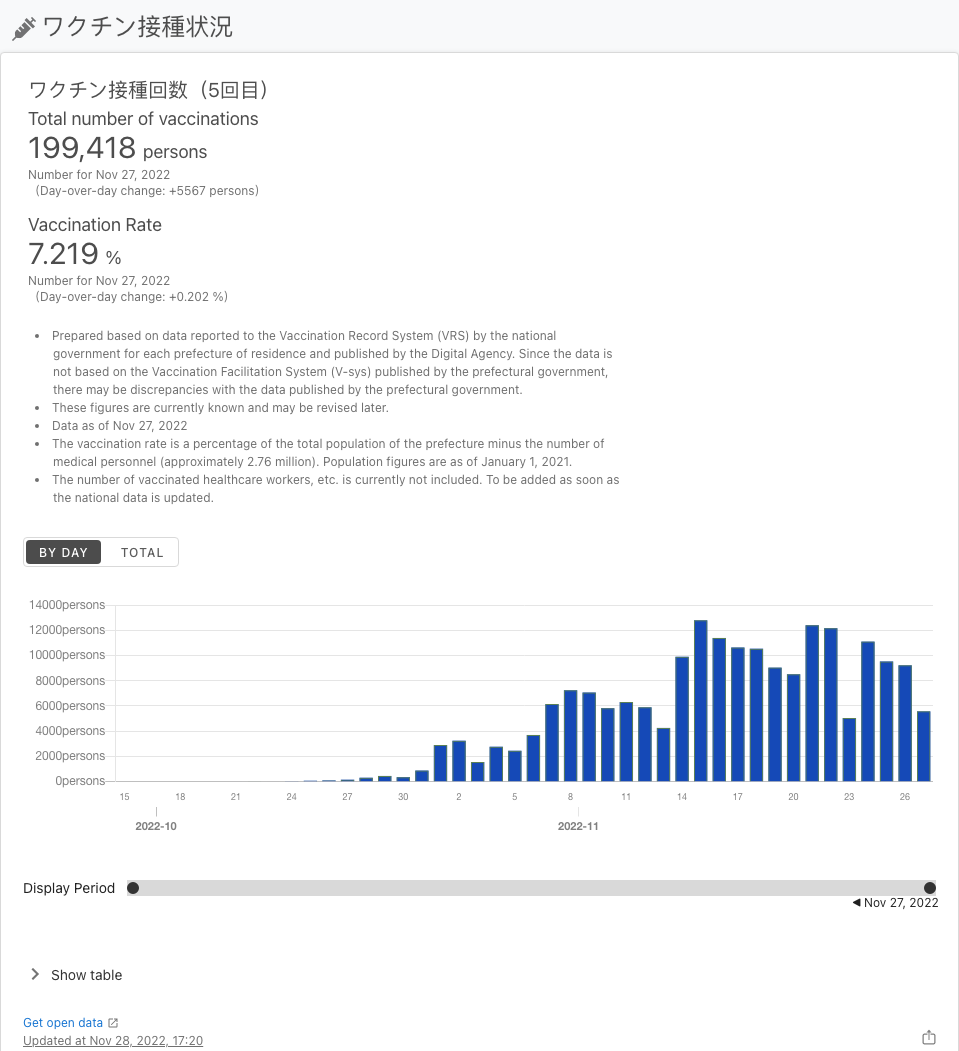 ワクチン接種状況
ワクチン接種回数（5回目）
Total number of vaccinations
199,418 persons
Number for Nov 27, 2022
(Day-over-day change: +5567 persons)
Vaccination Rate
7.219 %
Number for Nov 27, 2022
(Day-over-day change: +0.202 %)
• Prepared based on data reported to the Vaccination Record System (VRS) by the national
government for each prefecture of residence and published by the Digital Agency. Since the data is
not based on the Vaccination Facilitation System (V-sys) published by the prefectural government,
there may be discrepancies with the data published by the prefectural government.
• These figures are currently known and may be revised later.
• Data as of Nov 27, 2022
• The vaccination rate is a percentage of the total population of the prefecture minus the number of
medical personnel (approximately 2.76 million). Population figures are as of January 1, 2021.
• The number of vaccinated healthcare workers, etc. is currently not included. To be added as soon as
the national data is updated.
BY DAY TOTAL
14000persons
12000persons
10000persons
8000persons
6000persons
4000persons
2000persons
0persons
15 18 21 24 27 30 2 5 8 11 14 17 20 23 26
2022-10 2022-11
Display Period
◀ Nov 27, 2022
Show table
Get open data
Updated at Nov 28, 2022, 17:20